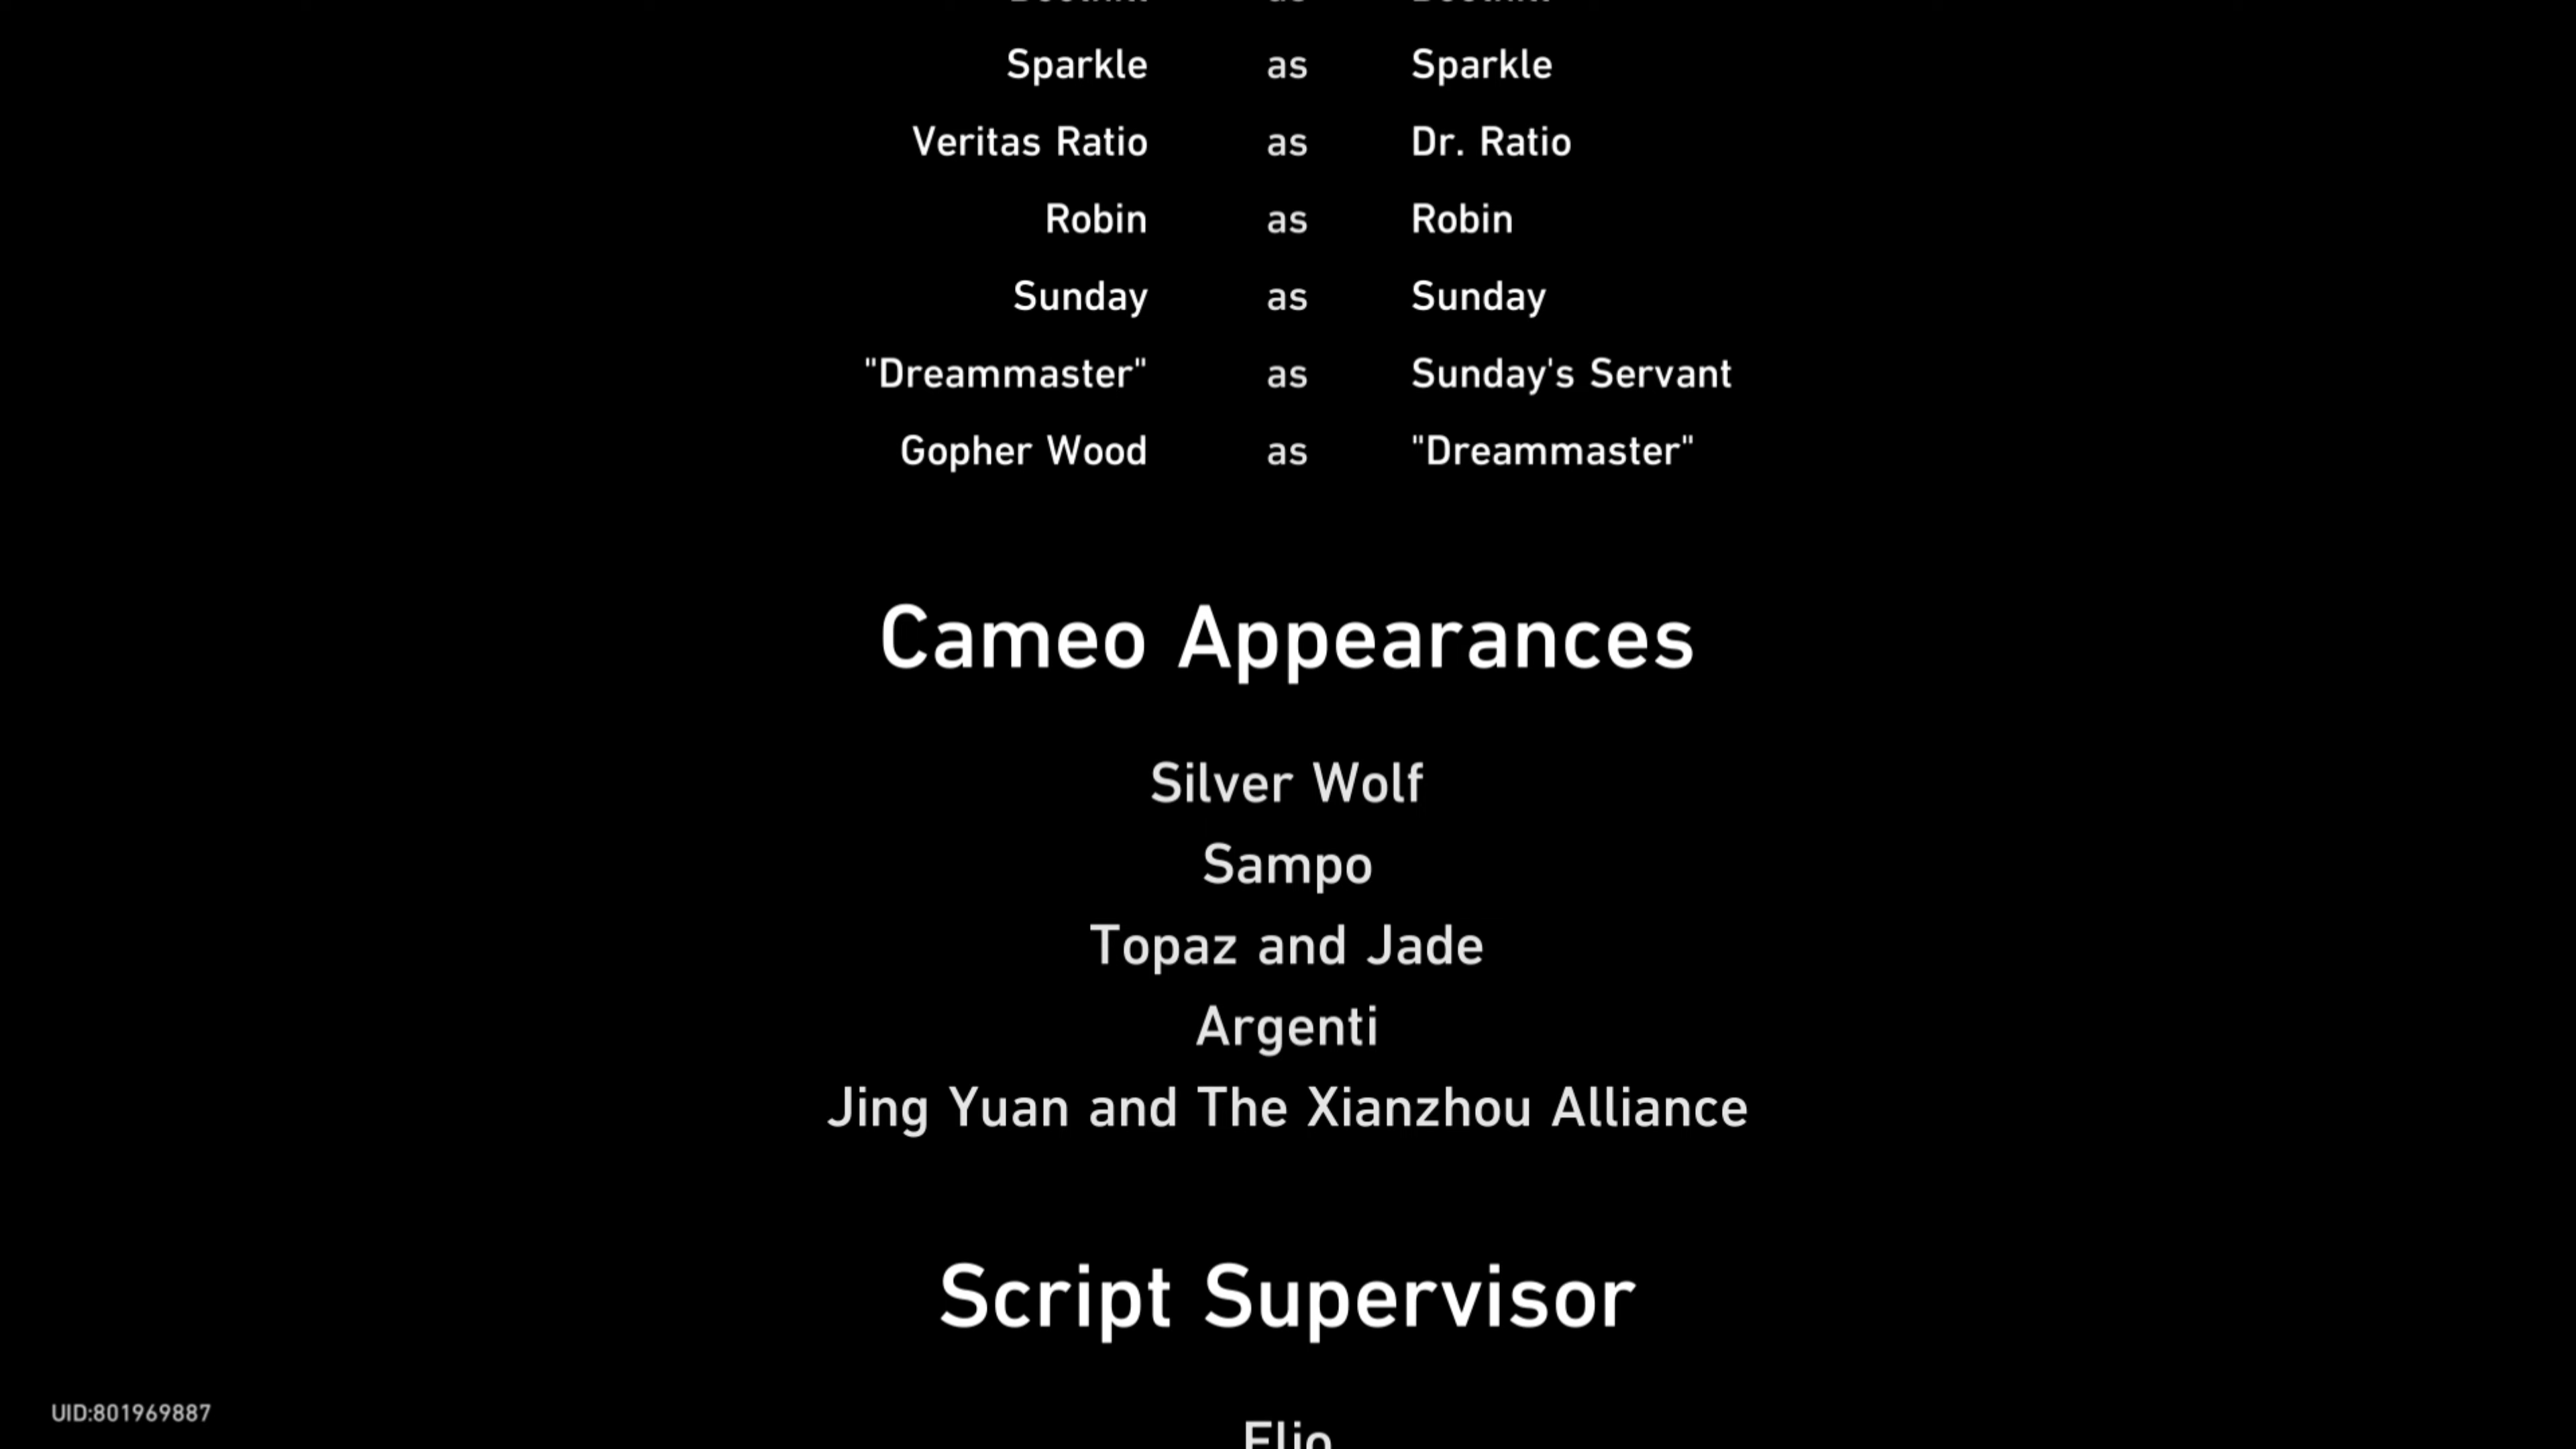 Sparkle as Sparkle
Veritas Ratio as Dr. Ratio
Robin as Robin
Sunday as Sunday
"Dreammaster" as Sunday's Servant
Gopher Wood as "Dreammaster"
Cameo Appearances
Silver Wolf
Sampo
Topaz and Jade
Argenti
Jing Yuan and The Xianzhou Alliance
Script Supervisor
Elio
UID:801969887